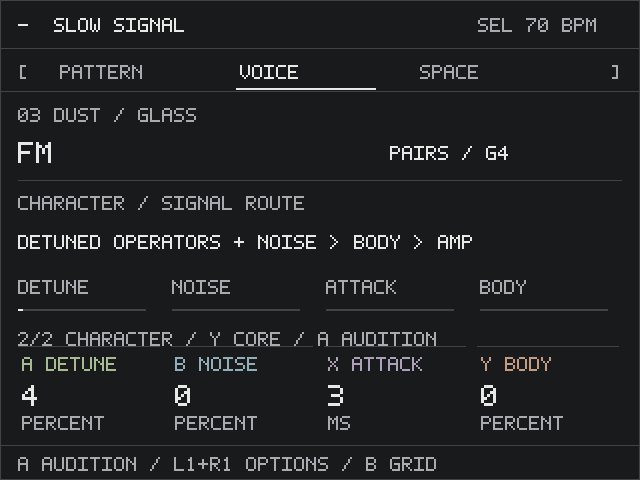 – SLOW SIGNAL SEL 70 BPM
[ PATTERN VOICE SPACE ]
03 DUST / GLASS
FM PAIRS / G4
CHARACTER / SIGNAL ROUTE
DETUNED OPERATORS + NOISE > BODY > AMP
DETUNE NOISE ATTACK BODY
2/2 CHARACTER / Y CORE / A AUDITION
A DETUNE B NOISE X ATTACK Y BODY
4 0 3 0
PERCENT PERCENT MS PERCENT
A AUDITION / L1+R1 OPTIONS / B GRID